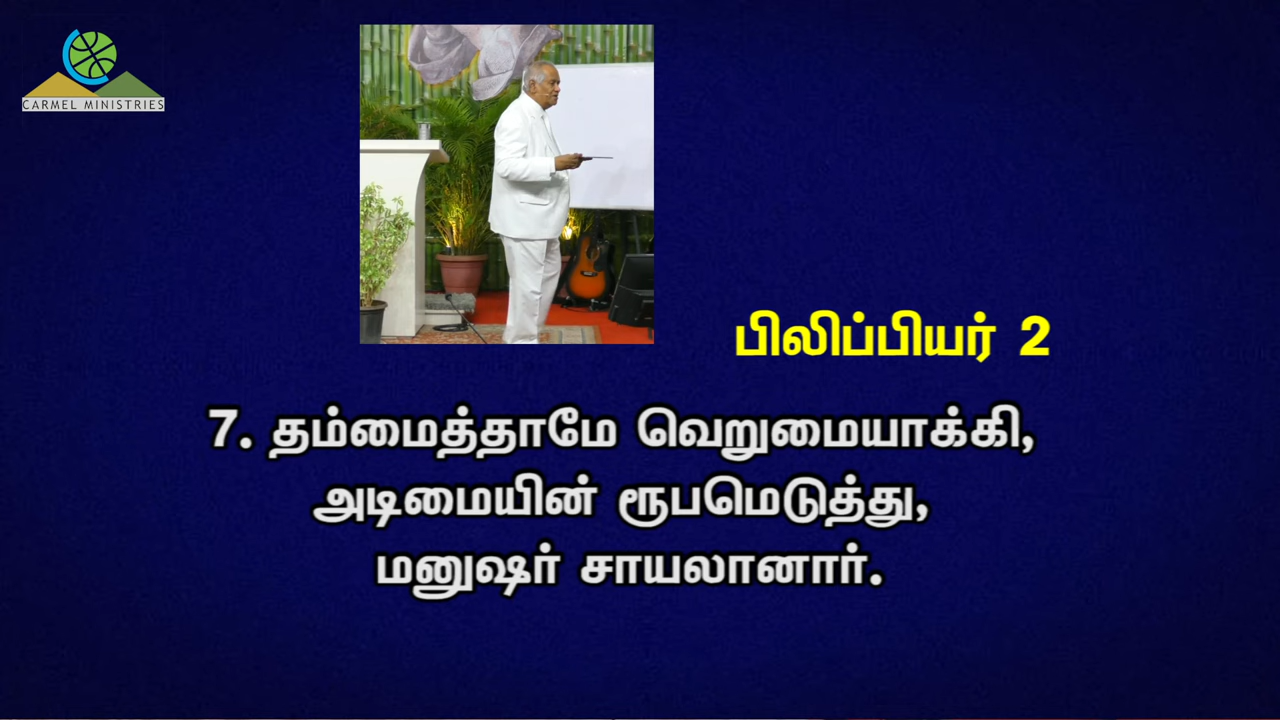 CARMEL MINISTRIES
பிலிப்பியர் 2
7. தம்மைத்தாமே வெறுமையாக்கி,
அடிமையின் ரூபமெடுத்து,
மனுஷர் சாயலானார்.